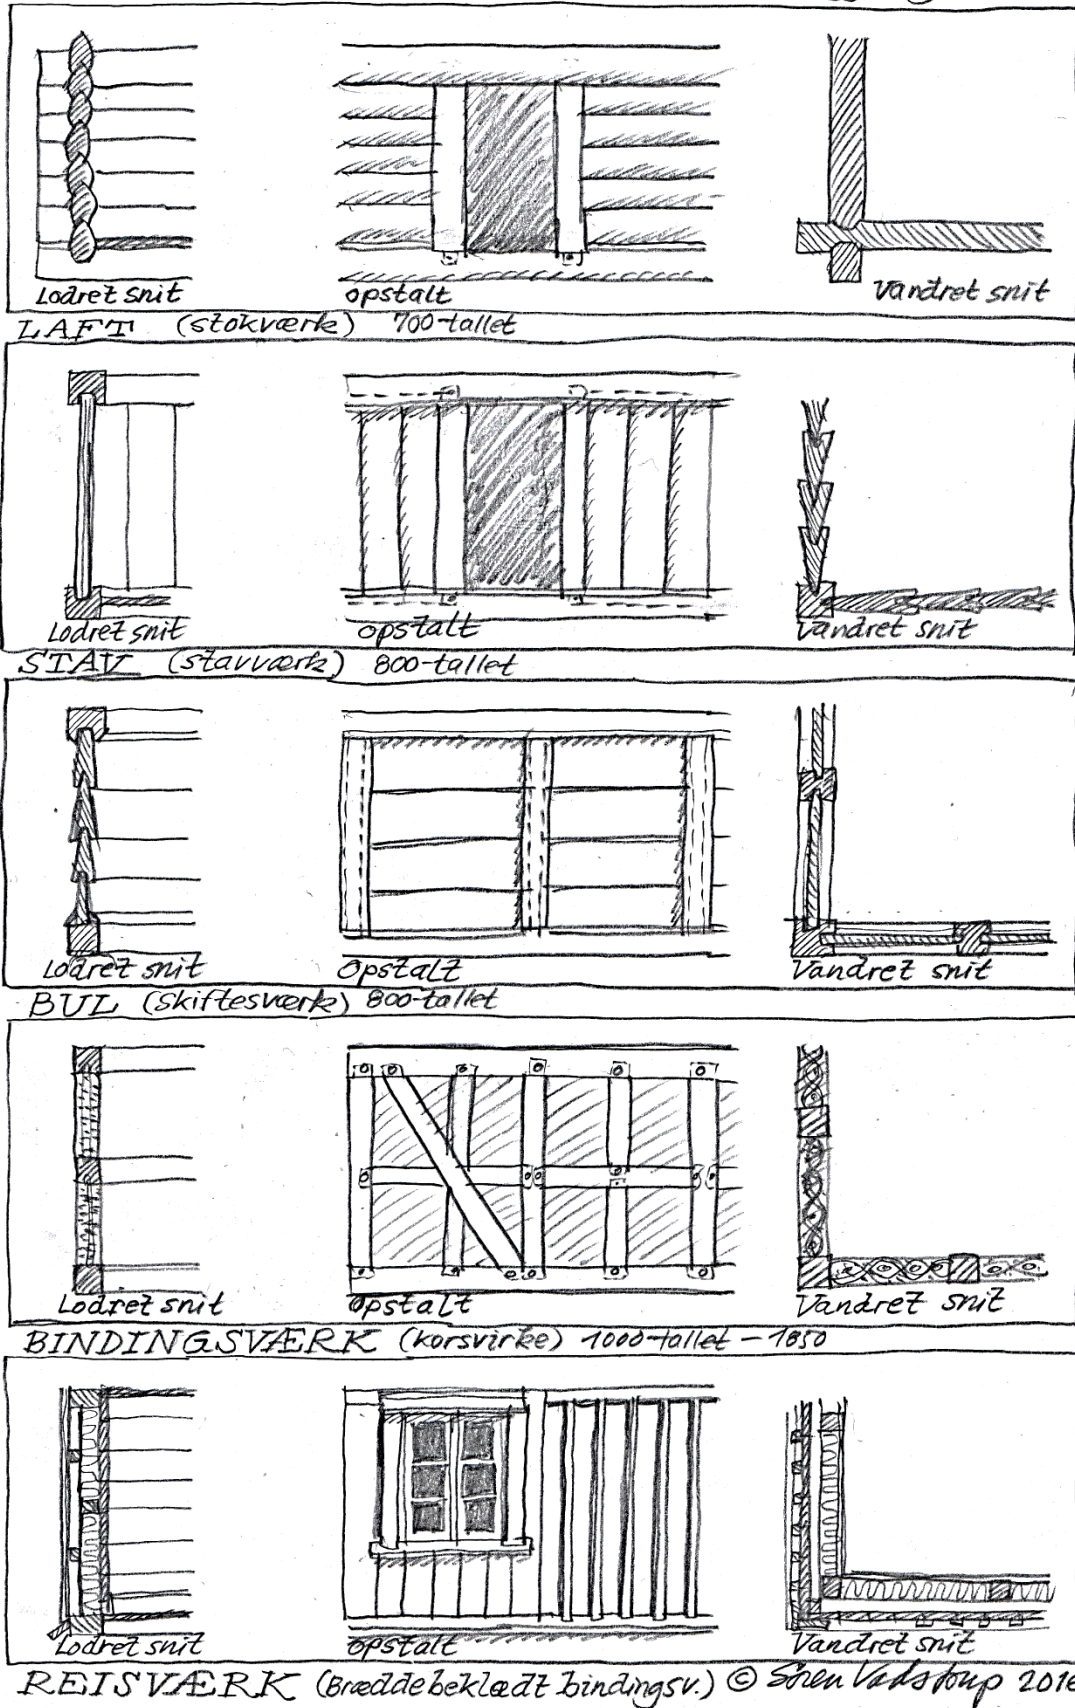 Lodret snit opstalt Vandret snit
LAFT (stokværk) 700-tallet
Lodret snit opstalt Vandret snit
STAV (stavværk) 800-tallet
Lodret snit Opstalt Vandret snit
BUL (Skiftesværk) 800-tallet
Lodret snit Opstalt Vandret snit
BINDINGSVÆRK (korsvirke) 1000-tallet - 1850
Lodret snit Opstalt Vandret snit
REISVÆRK (Bræddebeklædt bindingsv.) © Søren Vadstrup 2016